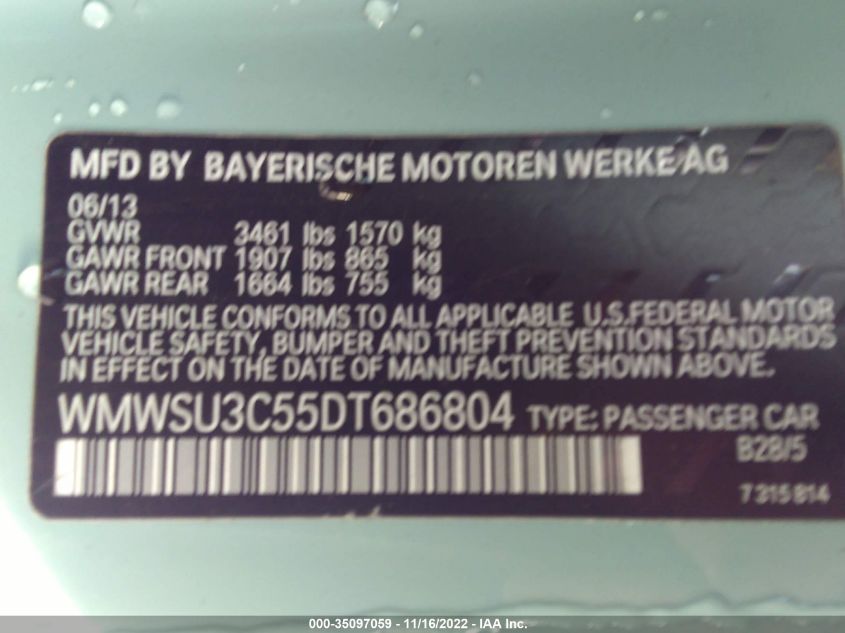 MFD BY BAYERISCHE MOTOREN WERKE AG
06/13
GVWR 3461 lbs 1570 kg
GAWR FRONT 1907 lbs 865 kg
GAWR REAR 1664 lbs 755 kg
THIS VEHICLE CONFORMS TO ALL APPLICABLE U.S.FEDERAL MOTOR
VEHICLE SAFETY, BUMPER AND THEFT PREVENTION STANDARDS
IN EFFECT ON THE DATE OF MANUFACTURE SHOWN ABOVE.
WMWSU3C55DT686804 TYPE: PASSENGER CAR
B28/5
7 315 814
000-35097059 - 11/16/2022 - IAA Inc.